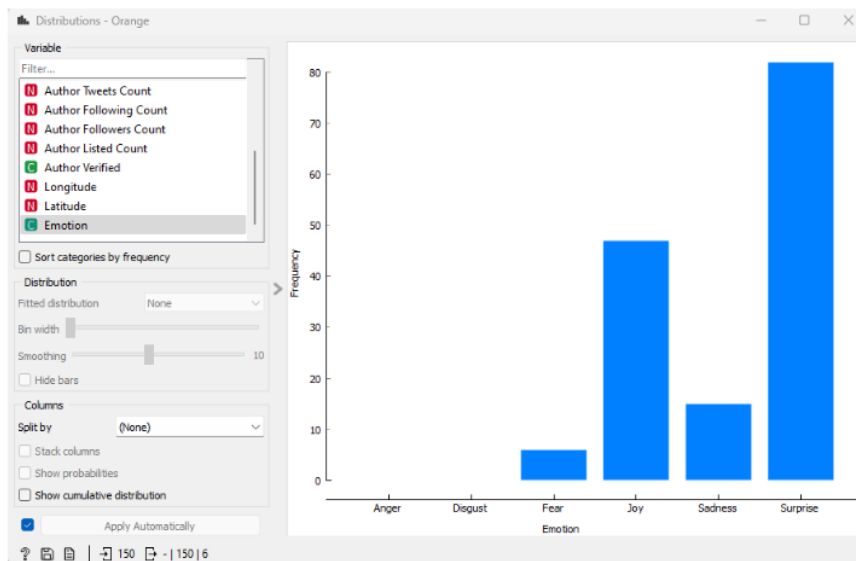 Distributions - Orange
Variable
Filter...
N Author Tweets Count
N Author Following Count
N Author Followers Count
N Author Listed Count
C Author Verified
N Longitude
N Latitude
C Emotion
Sort categories by frequency
Distribution
Fitted distribution None
Bin width
Smoothing 10
Hide bars
Columns
Split by (None)
Stack columns
Show probabilities
Show cumulative distribution
Apply Automatically
? 150 - | 150 | 6
80
70
60
50
40
30
20
10
0
Frequency
Anger Disgust Fear Joy Sadness Surprise
Emotion